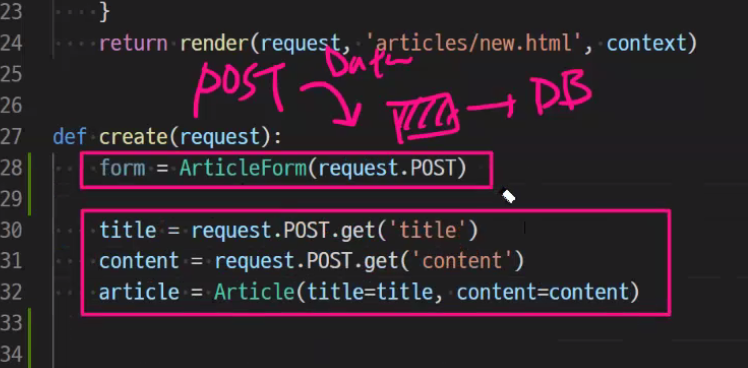 23 }
24 return render(request, 'articles/new.html', context)
25 Data
26 POST DB
27 def create(request):
28 form = ArticleForm(request.POST)
29
30 title = request.POST.get('title')
31 content = request.POST.get('content')
32 article = Article(title=title, content=content)
33
34